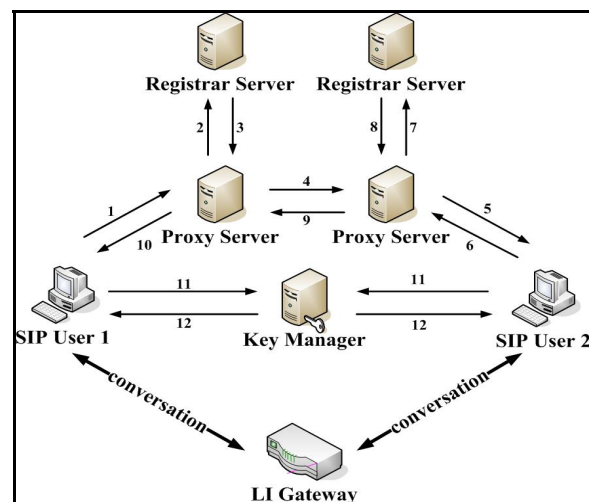 Registrar Server Registrar Server
2 3 8 7
4
1 5
9
10 Proxy Server Proxy Server 6
11 11
12 12
SIP User 1 Key Manager SIP User 2
conversation conversation
LI Gateway